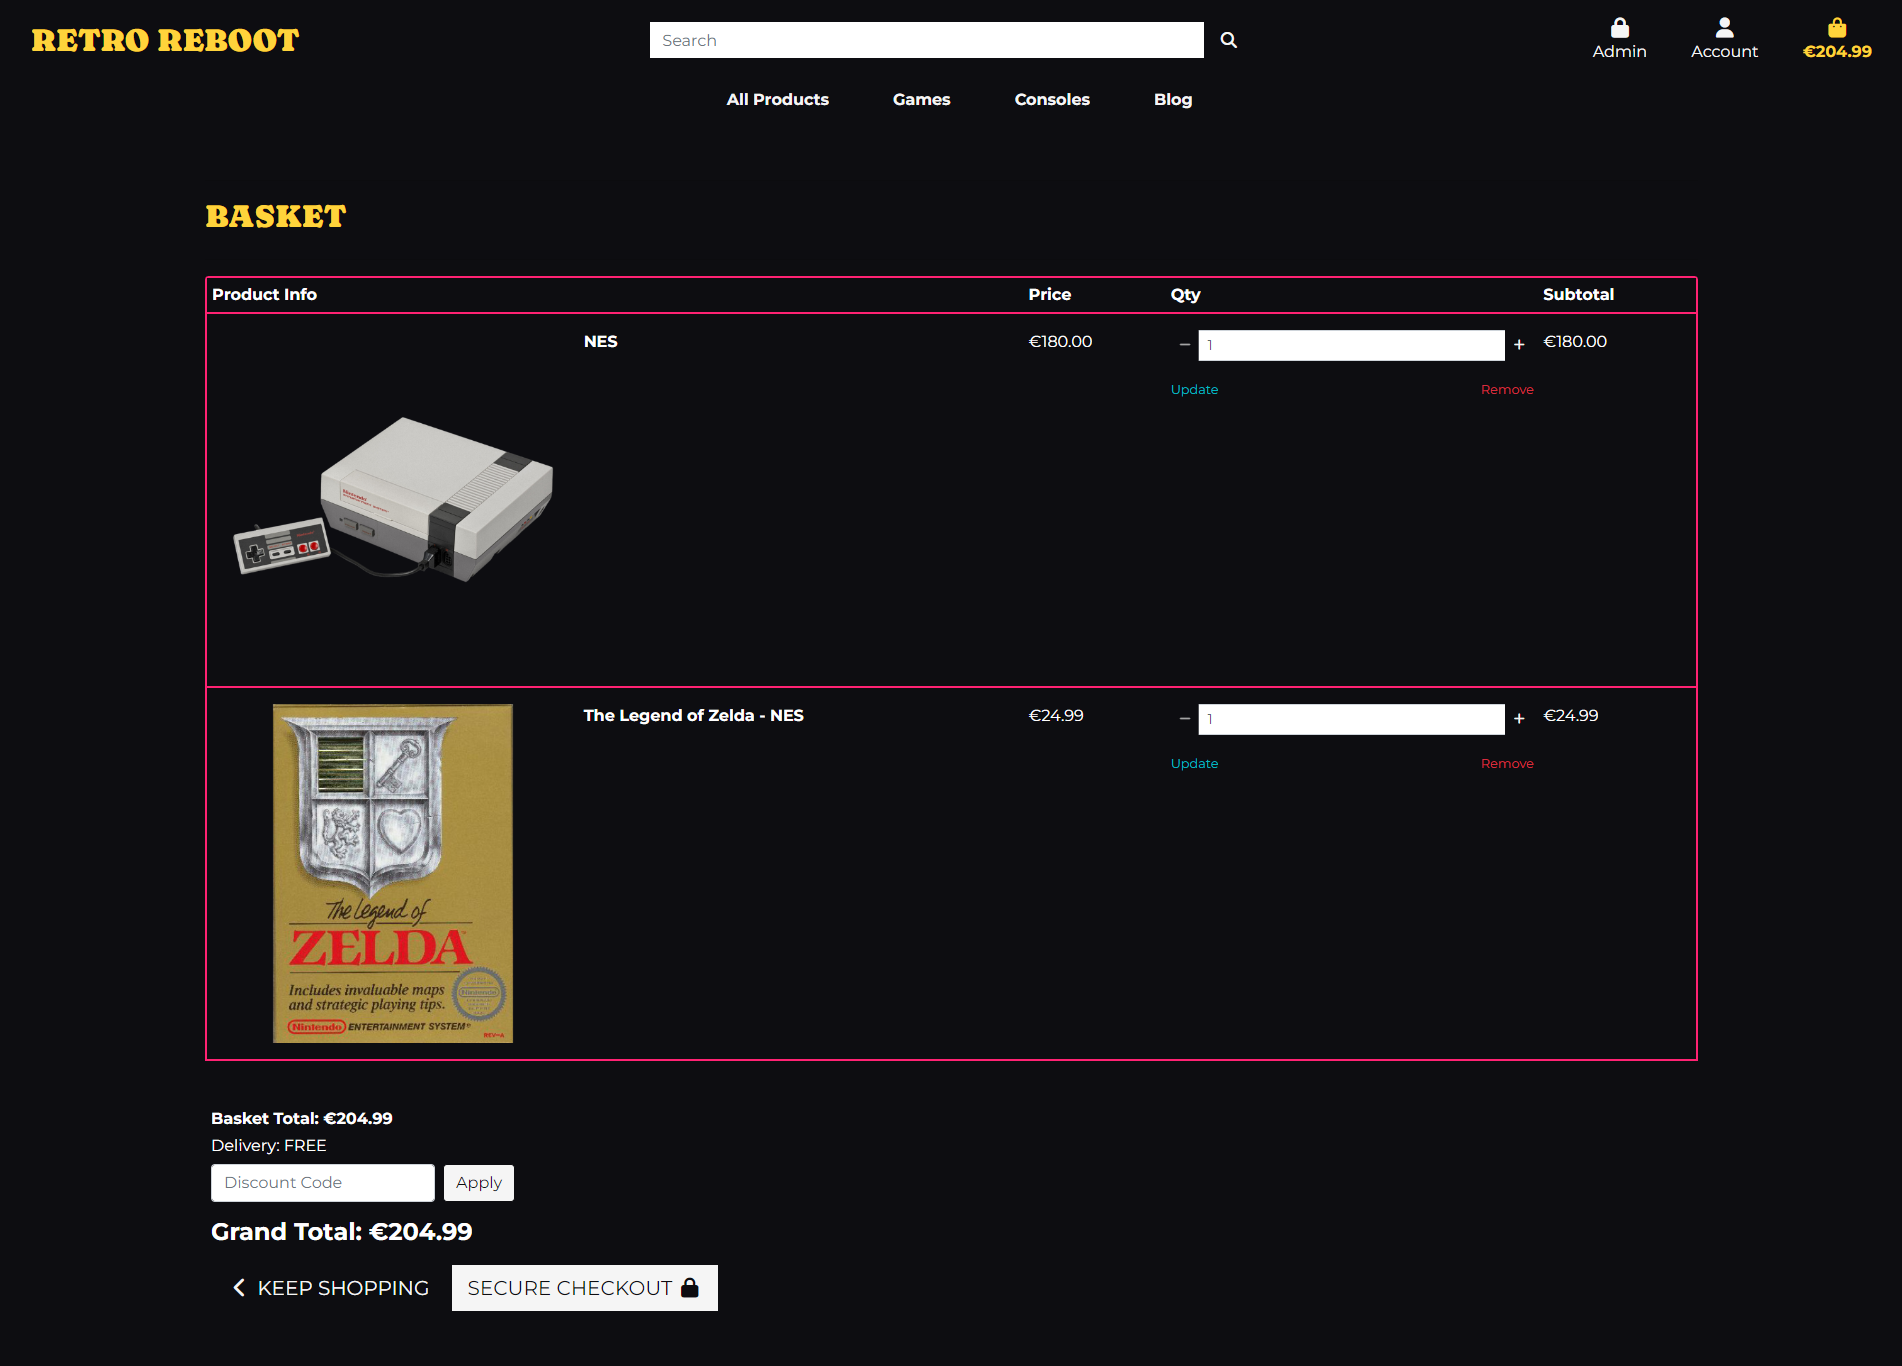 RETRO REBOOT
Search
Admin
Account
€204.99
All Products
Games
Consoles
Blog
BASKET
Product Info
Price
Qty
Subtotal
NES
€180.00
1
€180.00
Update
Remove
Nintendo
The Legend of Zelda - NES
€24.99
1
€24.99
Update
Remove
The Legend of
ZELDA
Includes invaluable maps
and strategic playing tips.
Nintendo
Nintendo ENTERTAINMENT SYSTEM®
REV-A
Basket Total: €204.99
Delivery: FREE
Discount Code
Apply
Grand Total: €204.99
KEEP SHOPPING
SECURE CHECKOUT